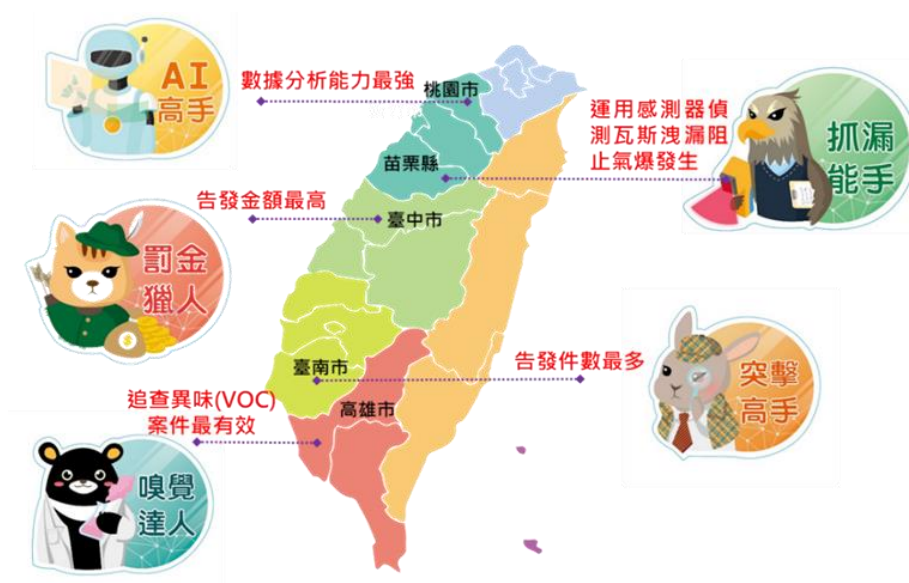 AI
高手
數據分析能力最強
桃園市
運用感測器偵
測瓦斯洩漏阻
止氣爆發生
抓漏
能手
苗栗縣
告發金額最高
臺中市
罰金
獵人
$
臺南市
告發件數最多
突擊
高手
追查異味(VOC)
案件最有效
高雄市
嗅覺
達人